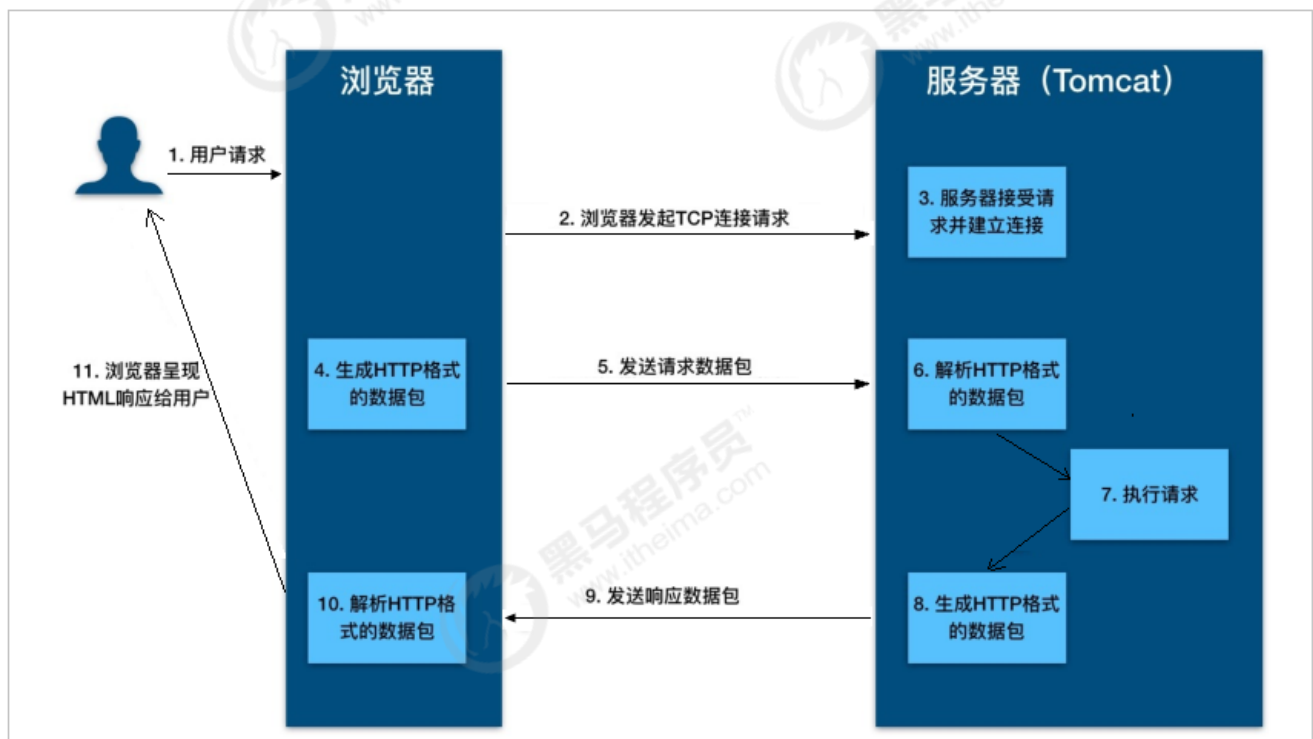 浏览器
服务器（Tomcat）
1. 用户请求
2. 浏览器发起TCP连接请求
3. 服务器接受请
求并建立连接
4. 生成HTTP格式
的数据包
5. 发送请求数据包
6. 解析HTTP格式
的数据包
7. 执行请求
8. 生成HTTP格式
的数据包
9. 发送响应数据包
10. 解析HTTP格
式的数据包
11. 浏览器呈现
HTML响应给用户
黑马程序员™
www.itheima.com